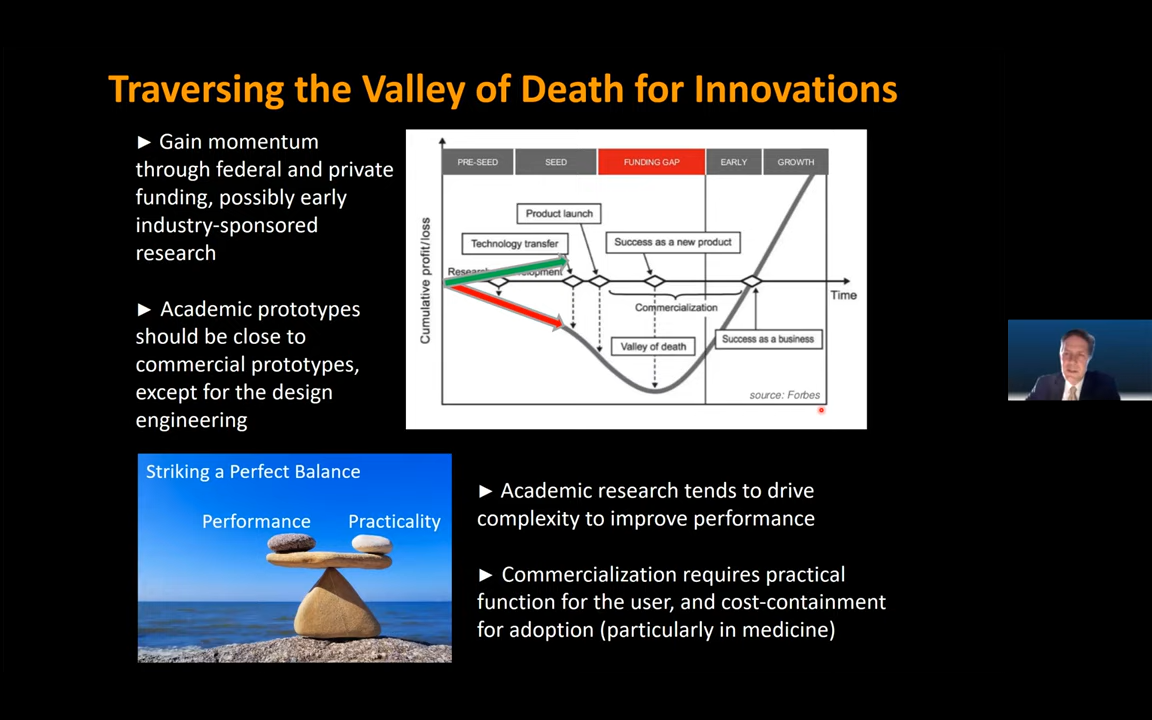 Traversing the Valley of Death for Innovations
► Gain momentum
through federal and private
funding, possibly early
industry-sponsored
research
► Academic prototypes
should be close to
commercial prototypes,
except for the design
engineering
PRE-SEED
SEED
FUNDING GAP
EARLY
GROWTH
Product launch
Technology transfer
Success as a new product
Cumulative profit/loss
Time
Commercialization
Success as a business
Valley of death
source: Forbes
Striking a Perfect Balance
Performance
Practicality
► Academic research tends to drive
complexity to improve performance
► Commercialization requires practical
function for the user, and cost-containment
for adoption (particularly in medicine)